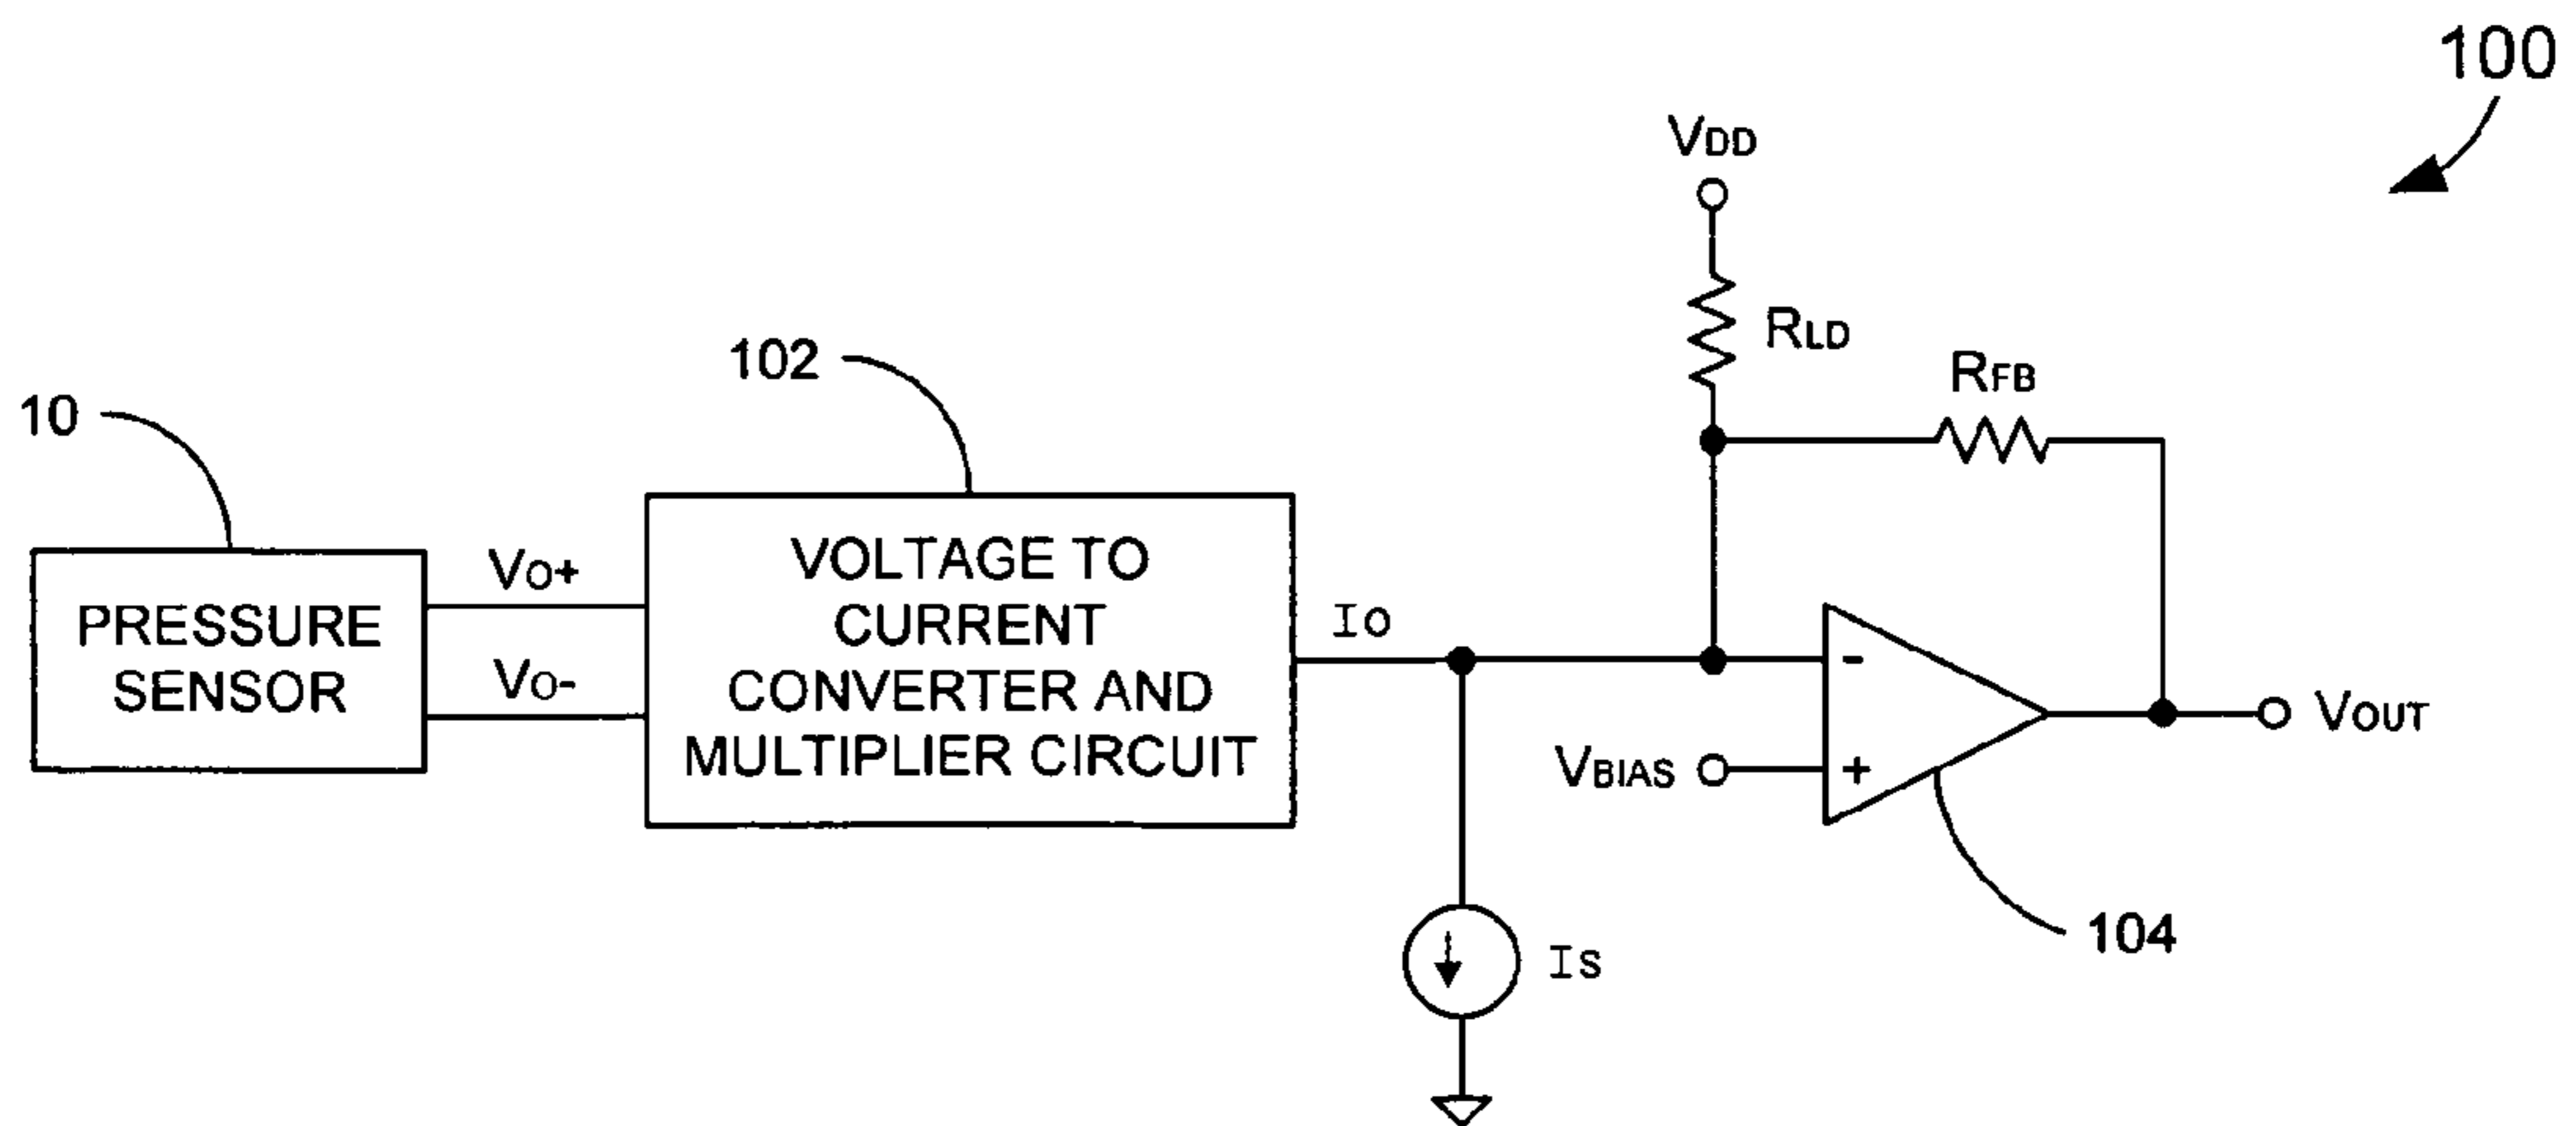 100
VDD
RLD
RFB
102
10
PRESSURE
SENSOR
VO+
VO-
VOLTAGE TO
CURRENT
CONVERTER AND
MULTIPLIER CIRCUIT
IO
-
+
VBIAS
VOUT
104
IS